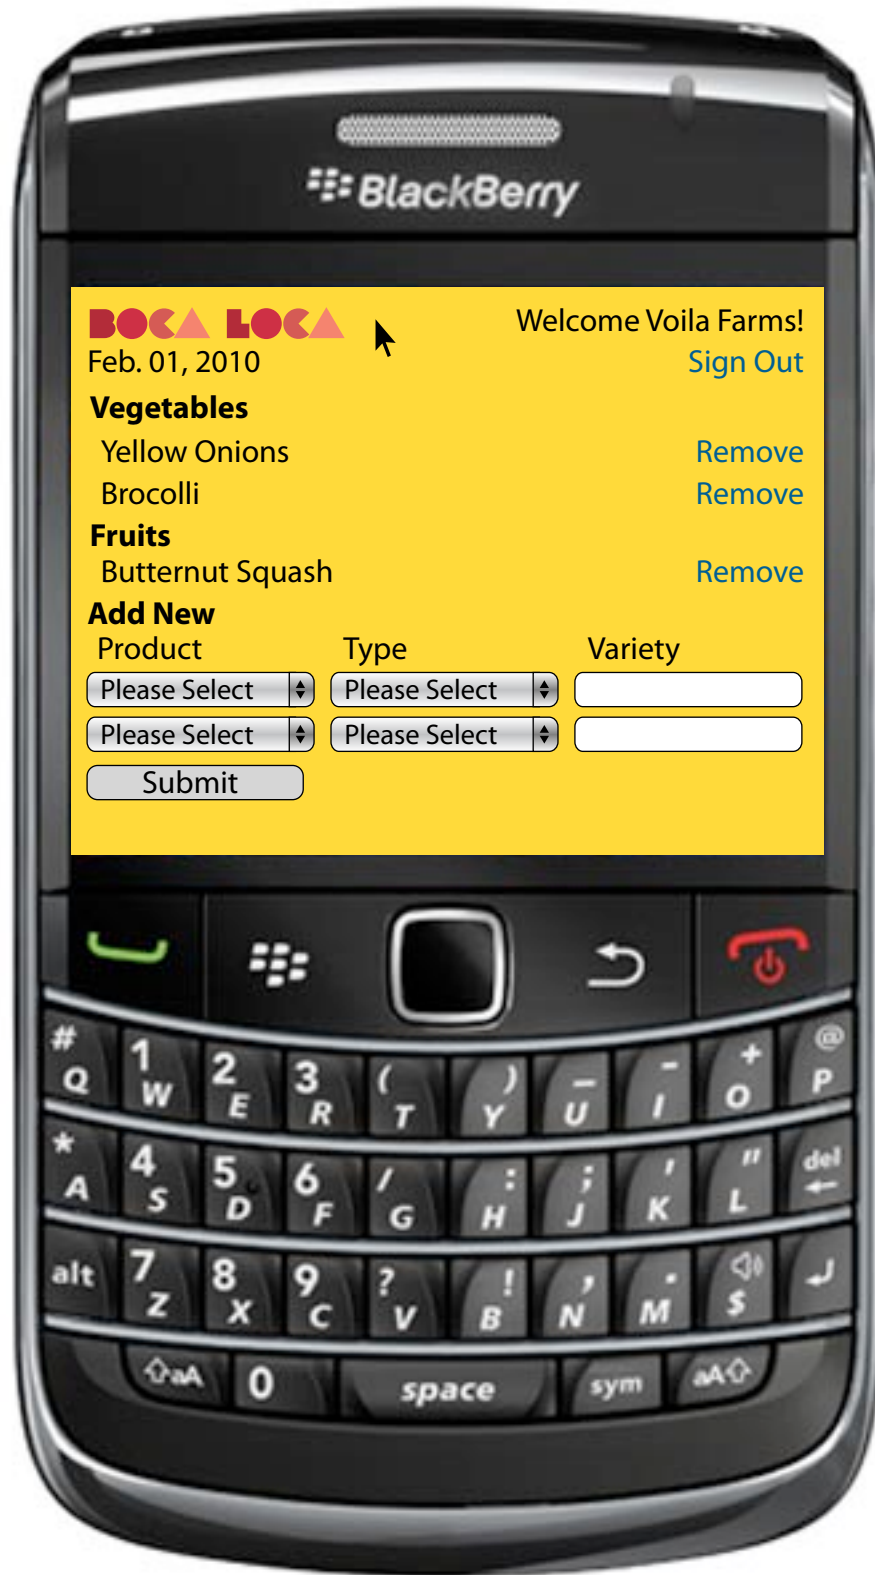 BlackBerry
BOCA LOCA Welcome Voila Farms!
Feb. 01, 2010 Sign Out
Vegetables
Yellow Onions Remove
Brocolli Remove
Fruits
Butternut Squash Remove
Add New
Product Type Variety
Please Select Please Select
Please Select Please Select
Submit
# 1 2 3 ( ) _ - + @
Q W E R T Y U I O P
* 4 5 6 / : ; ' " del
A S D F G H J K L
alt 7 8 9 ? ! , .
Z X C V B N M $
aA 0 space sym aA